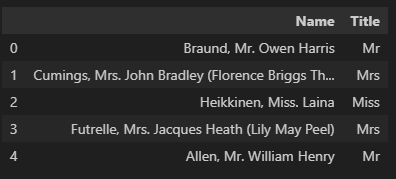 Name Title
0 Braund, Mr. Owen Harris Mr
1 Cumings, Mrs. John Bradley (Florence Briggs Th... Mrs
2 Heikkinen, Miss. Laina Miss
3 Futrelle, Mrs. Jacques Heath (Lily May Peel) Mrs
4 Allen, Mr. William Henry Mr